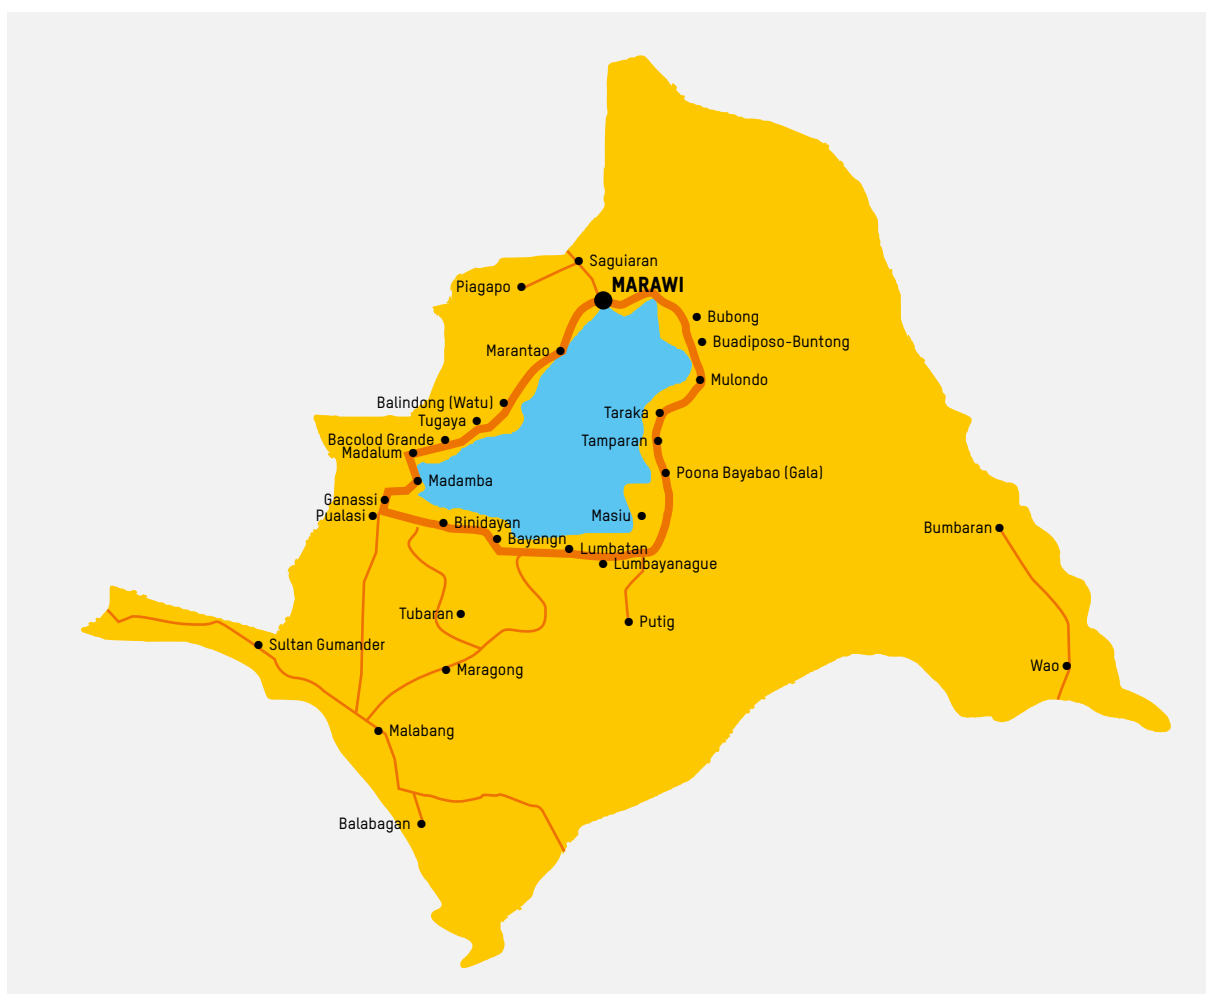 Saguiaran
MARAWI
Piagapo
Bubong
Buadiposo-Buntong
Marantao
Mulondo
Balindong (Watu)
Taraka
Tugaya
Bacolod Grande
Tamparan
Madalum
Poona Bayabao (Gala)
Madamba
Ganassi
Pualasi
Masiu
Binidayan
Bumbaran
Bayangn
Lumbatan
Lumbayanague
Tubaran
Putig
Sultan Gumander
Wao
Maragong
Malabang
Balabagan